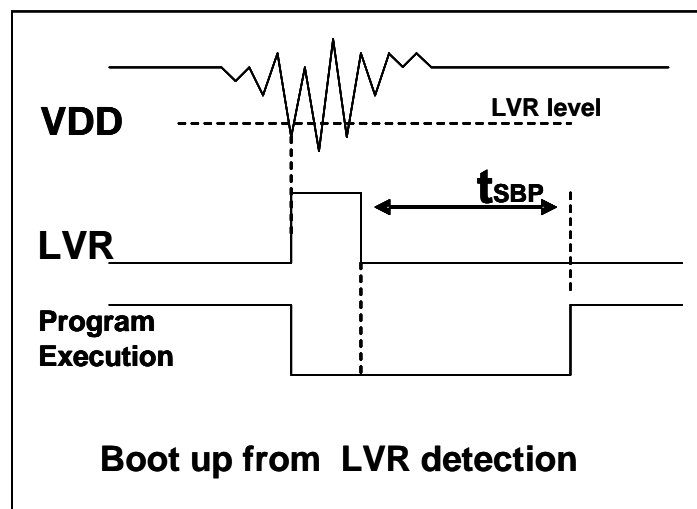 LVR level
VDD
tSBP
LVR
Program
Execution
Boot up from LVR detection